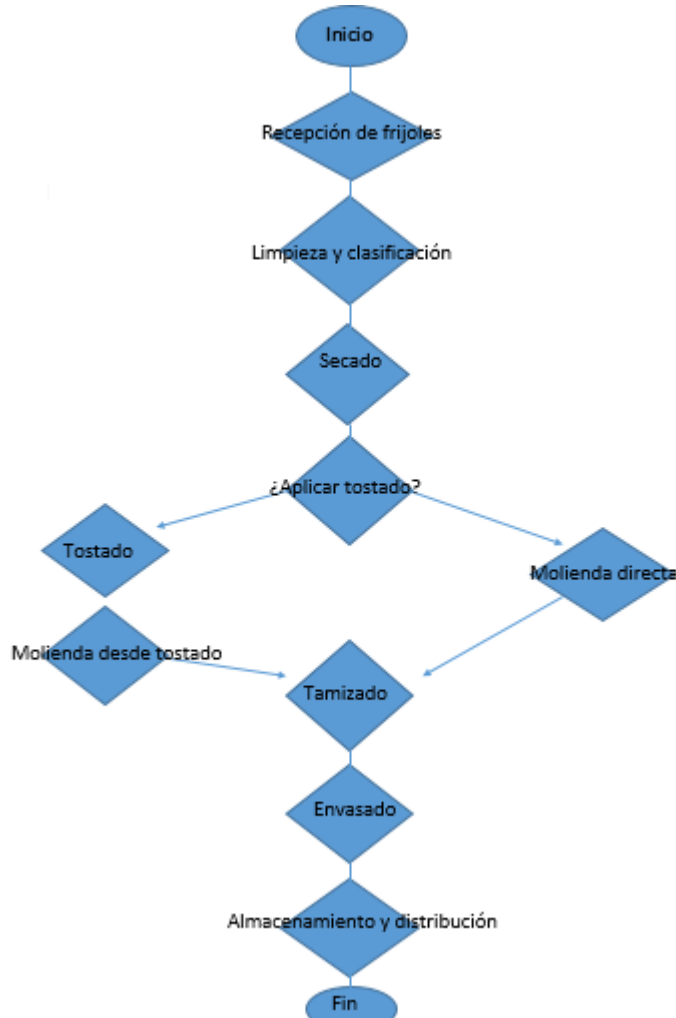 Inicio
Recepción de frijoles
Limpieza y clasificación
Secado
¿Aplicar tostado?
Tostado
Molienda directa
Molienda desde tostado
Tamizado
Envasado
Almacenamiento y distribución
Fin